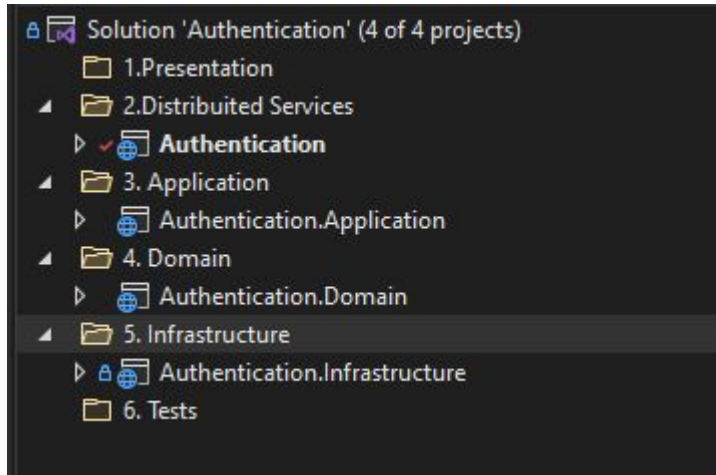 Solution 'Authentication' (4 of 4 projects)
1.Presentation
2.Distribuited Services
Authentication
3. Application
Authentication.Application
4. Domain
Authentication.Domain
5. Infrastructure
Authentication.Infrastructure
6. Tests